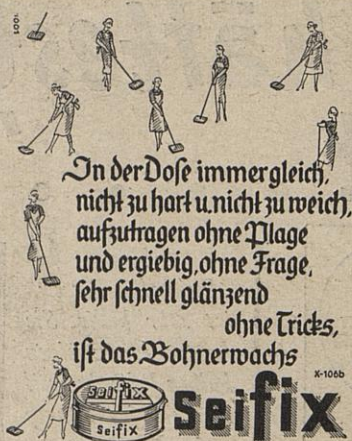 1001
In der Dose immer gleich,
nicht zu hart u. nicht zu weich,
aufzutragen ohne Plage
und ergiebig, ohne Frage,
sehr schnell glänzend
ohne Tricks,
ist das Bohnerwachs
X-106b
Seifix
Seifix
Seifix